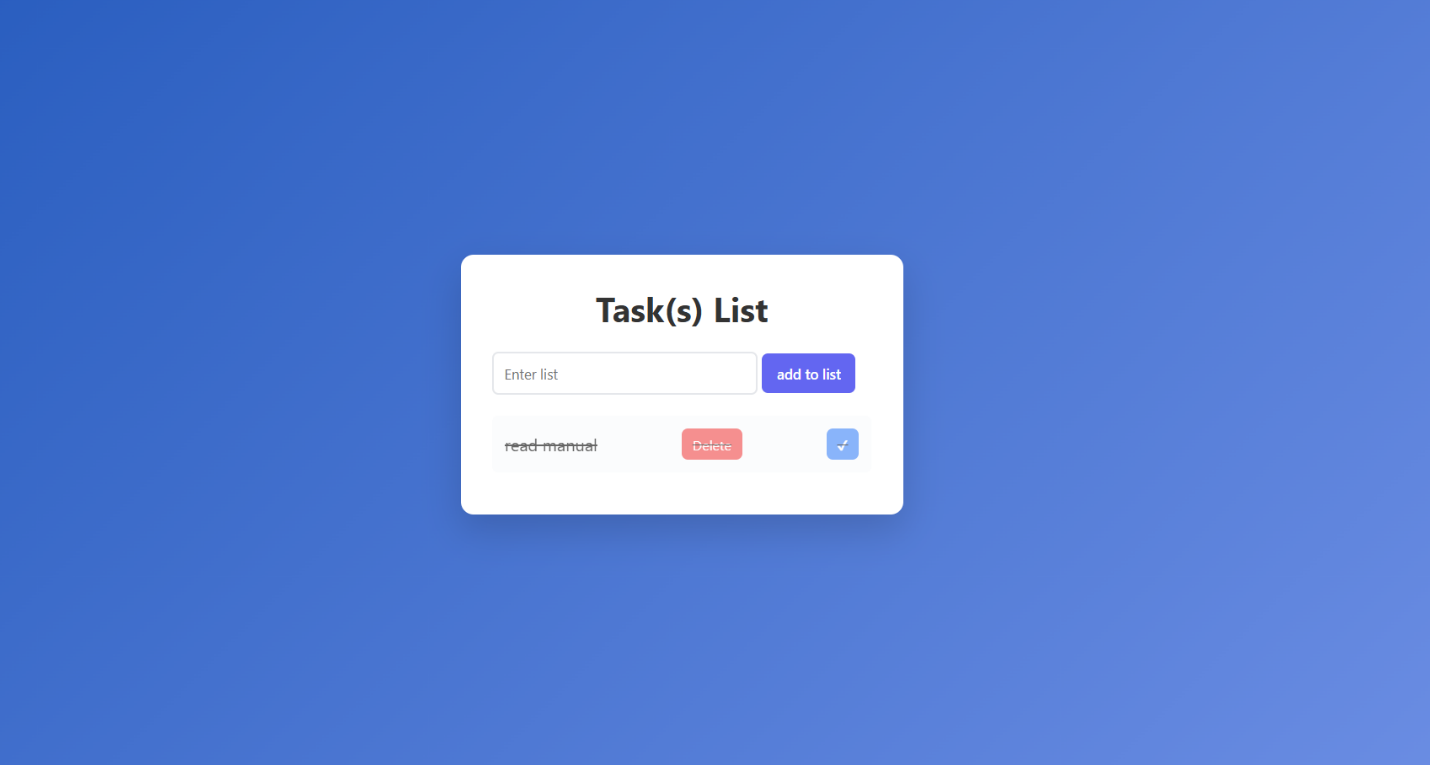 Task(s) List
Enter list
add to list
read manual
Delete
✓